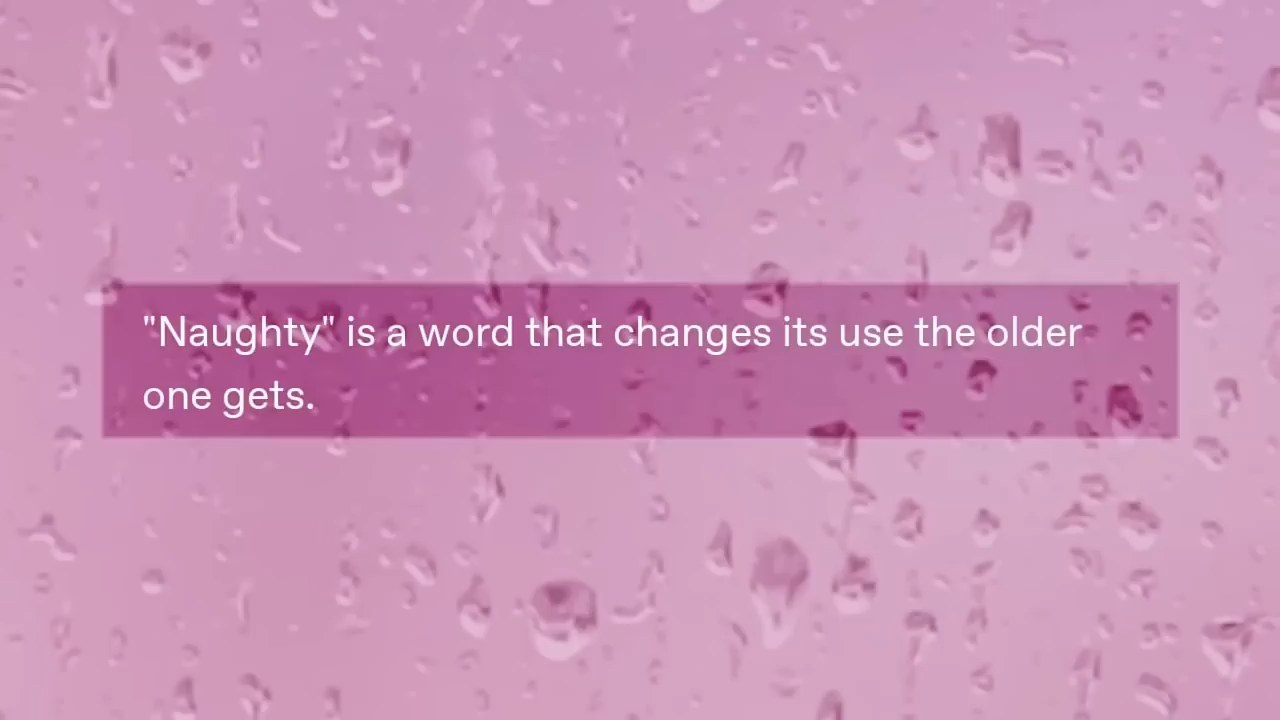 "Naughty" is a word that changes its use the older
one gets.